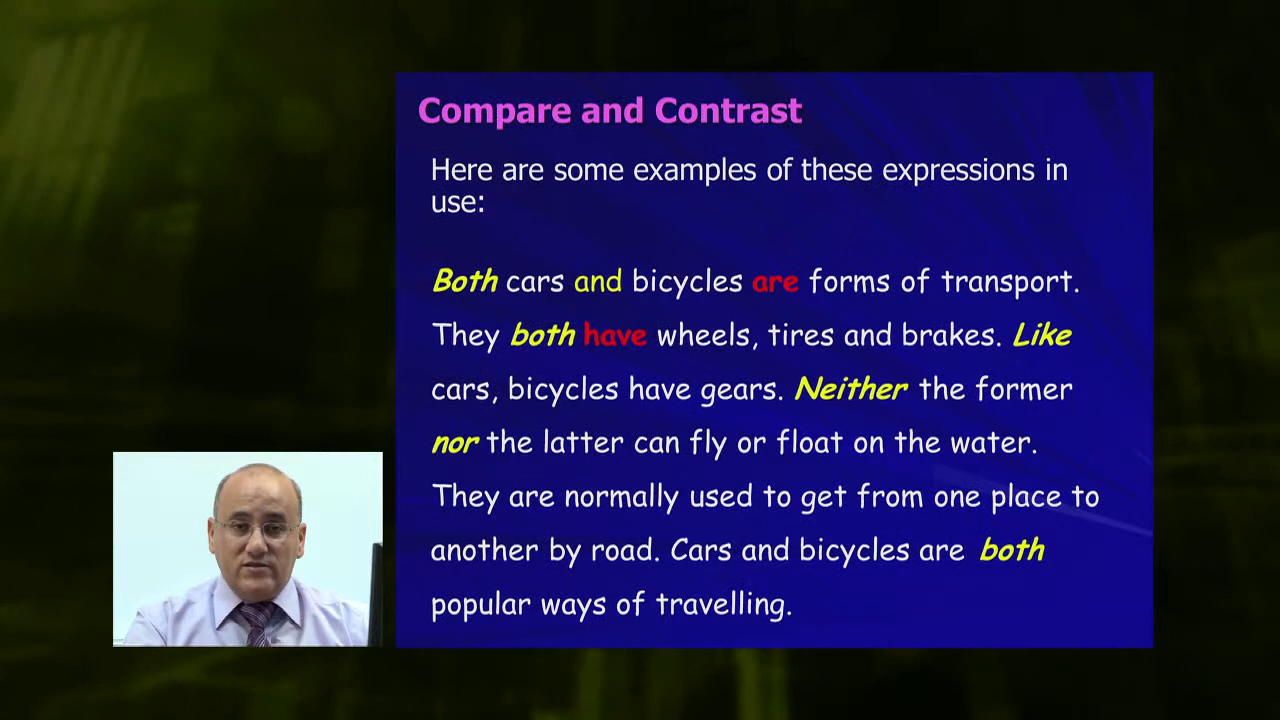 Compare and Contrast
Here are some examples of these expressions in
use:
Both cars and bicycles are forms of transport.
They both have wheels, tires and brakes. Like
cars, bicycles have gears. Neither the former
nor the latter can fly or float on the water.
They are normally used to get from one place to
another by road. Cars and bicycles are both
popular ways of travelling.